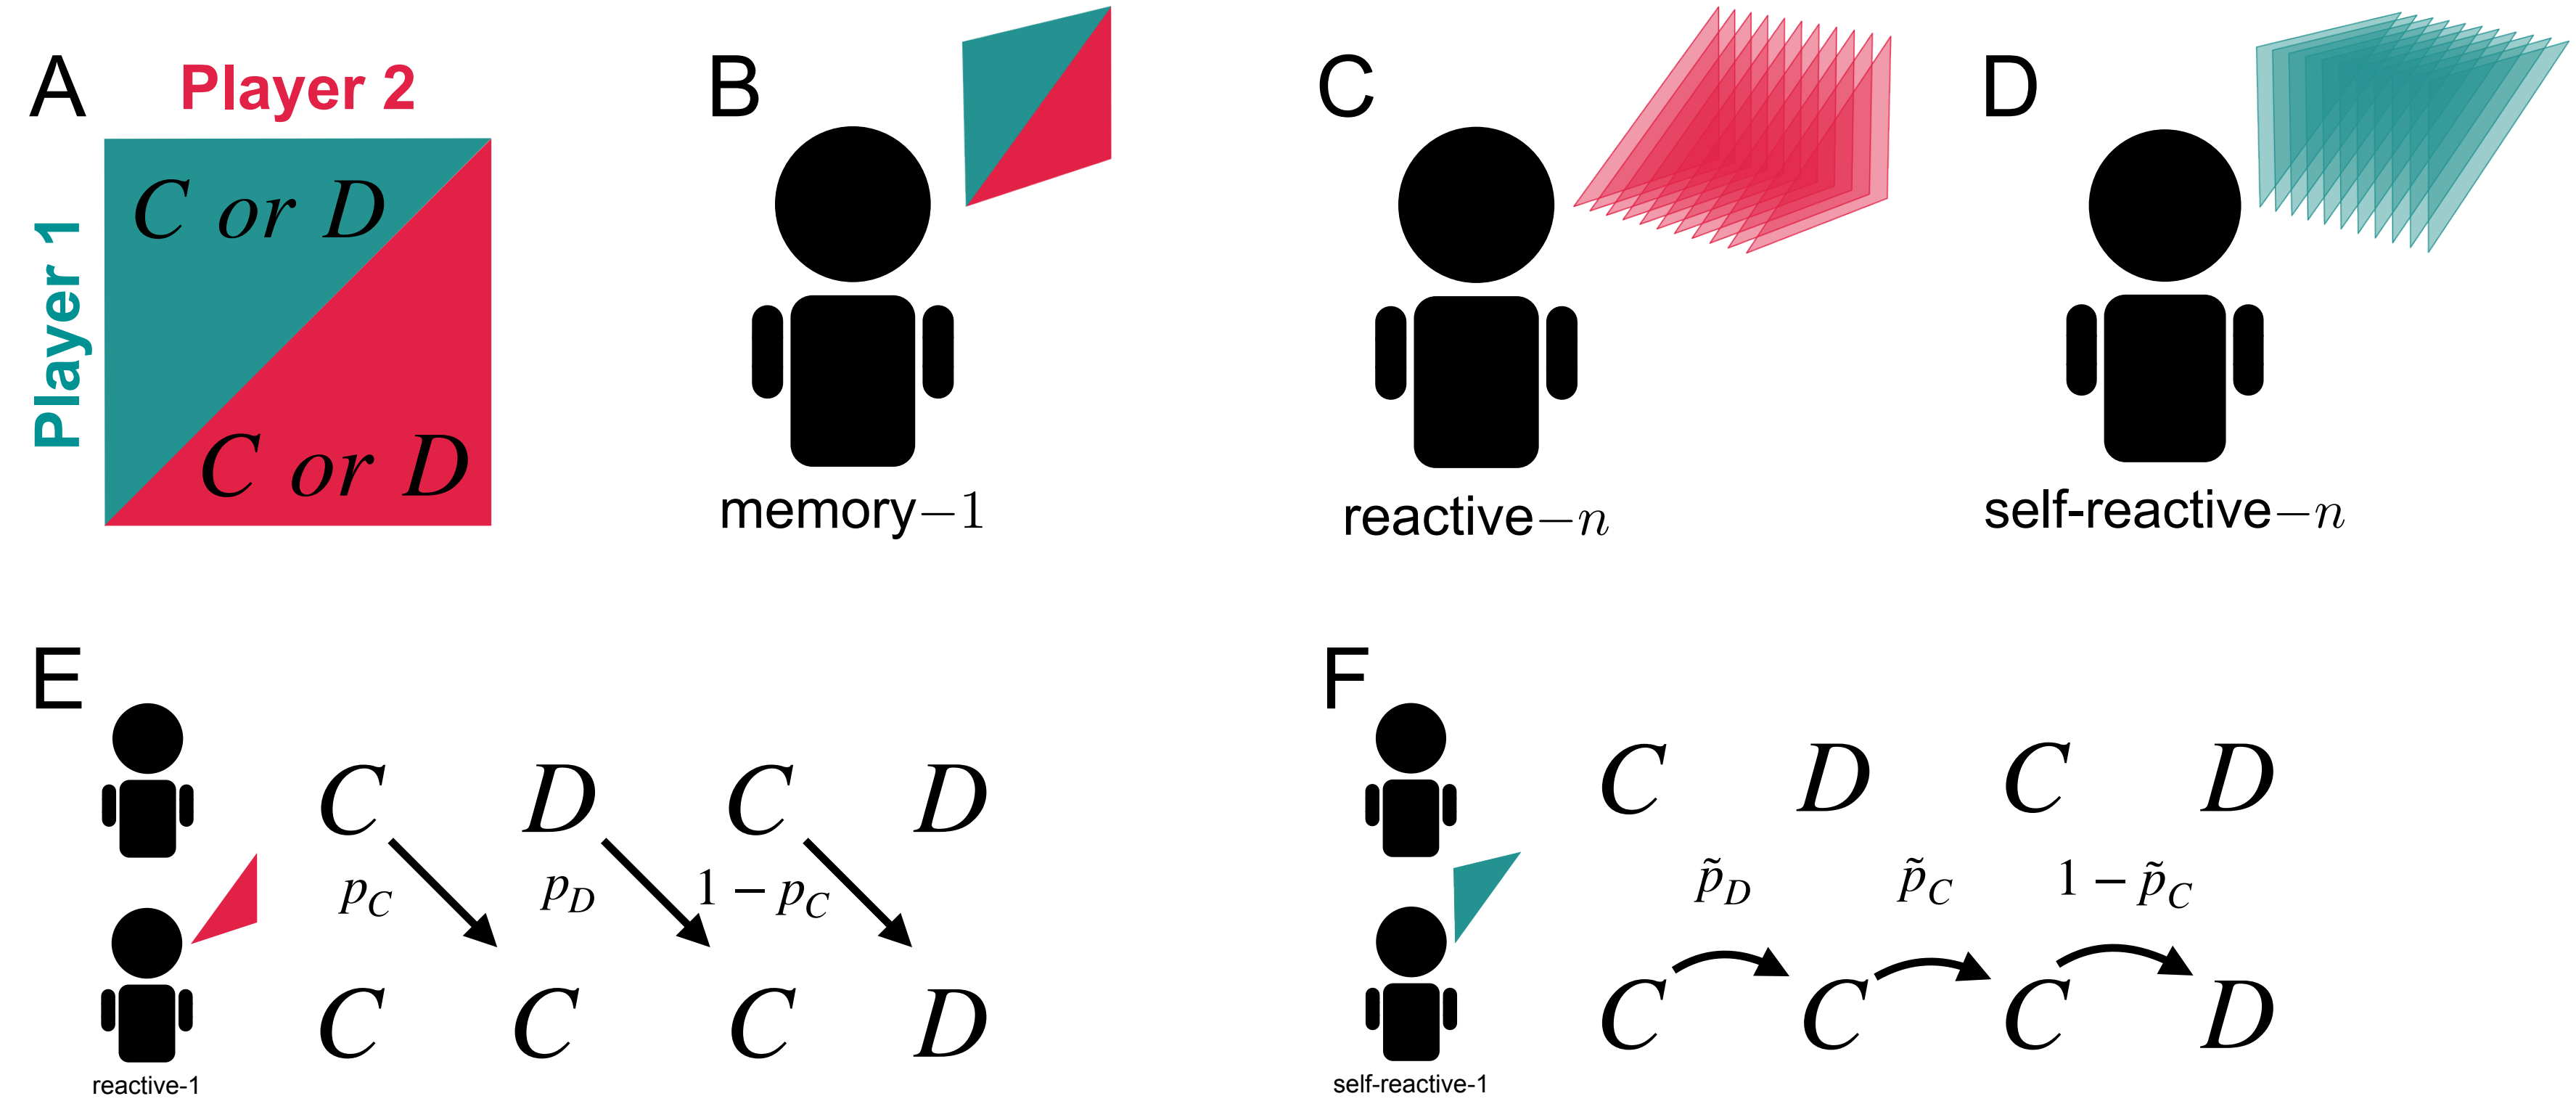 A
Player 2
Player 1
C or D
C or D
B
memory−1
C
reactive−n
D
self-reactive−n
E
C D C D
p_C p_D 1 − p_C
C C C D
reactive-1
F
C D C D
p̃_D p̃_C 1 − p̃_C
C C C D
self-reactive-1